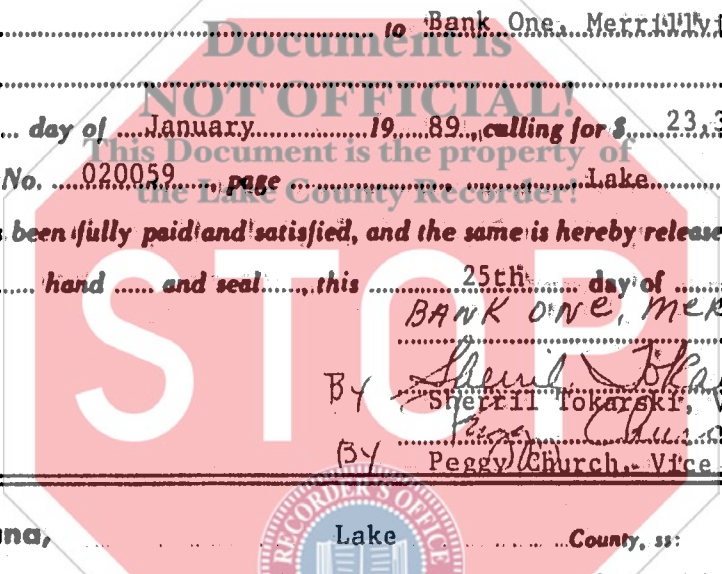 to Bank One, Merrillvi
Document is
NOT OFFICIAL!
day of January 19 89, calling for $ 23,3
This Document is the property of
No. 020059, page Lake
the Lake County Recorder!
been fully paid and satisfied, and the same is hereby release
hand and seal, this 25th day of
BANK ONE, MER
STOP
By Sherril Tokarski, V
By Peggy Church, Vice
RECORDER'S OFFICE
na, Lake County, ss: